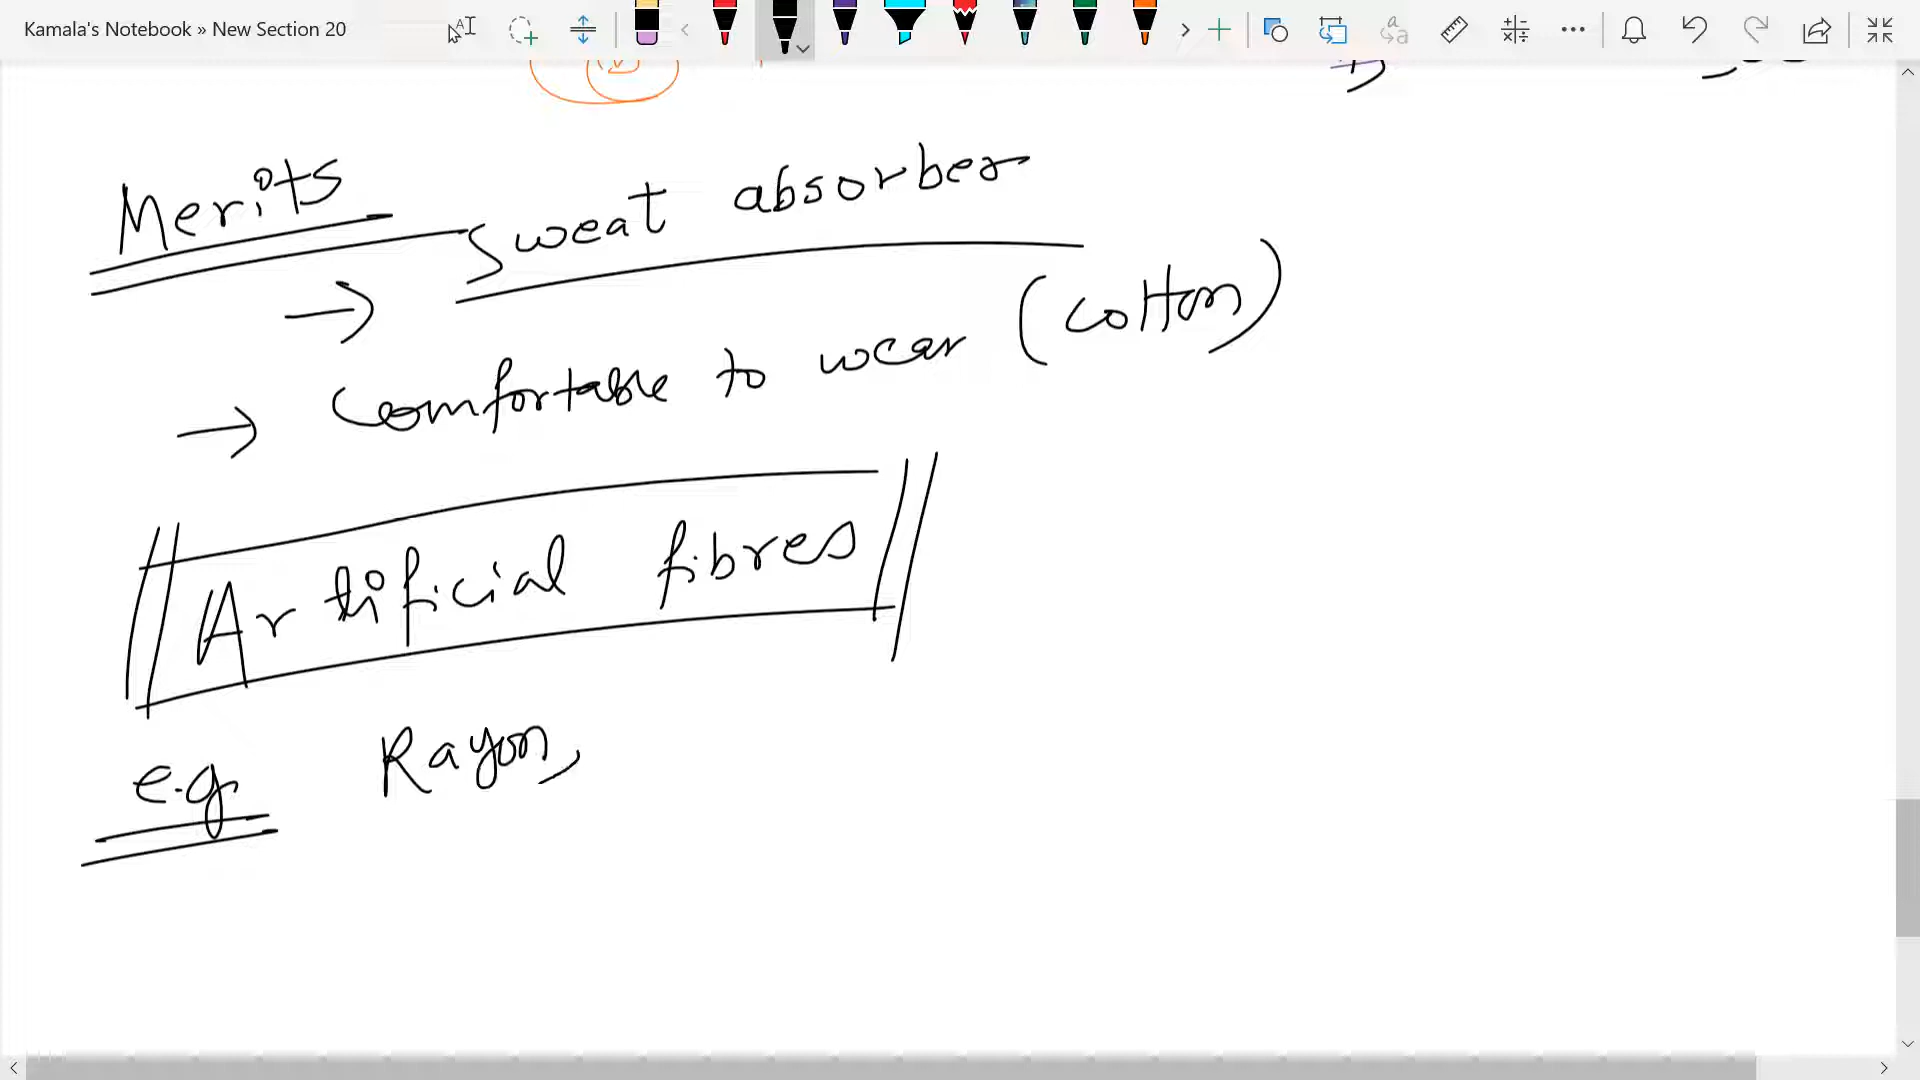 Kamala's Notebook » New Section 20
Merits
→ Sweat absorber
→ Comfortable to wear (cotton)
Artificial fibres
e.g Rayon,